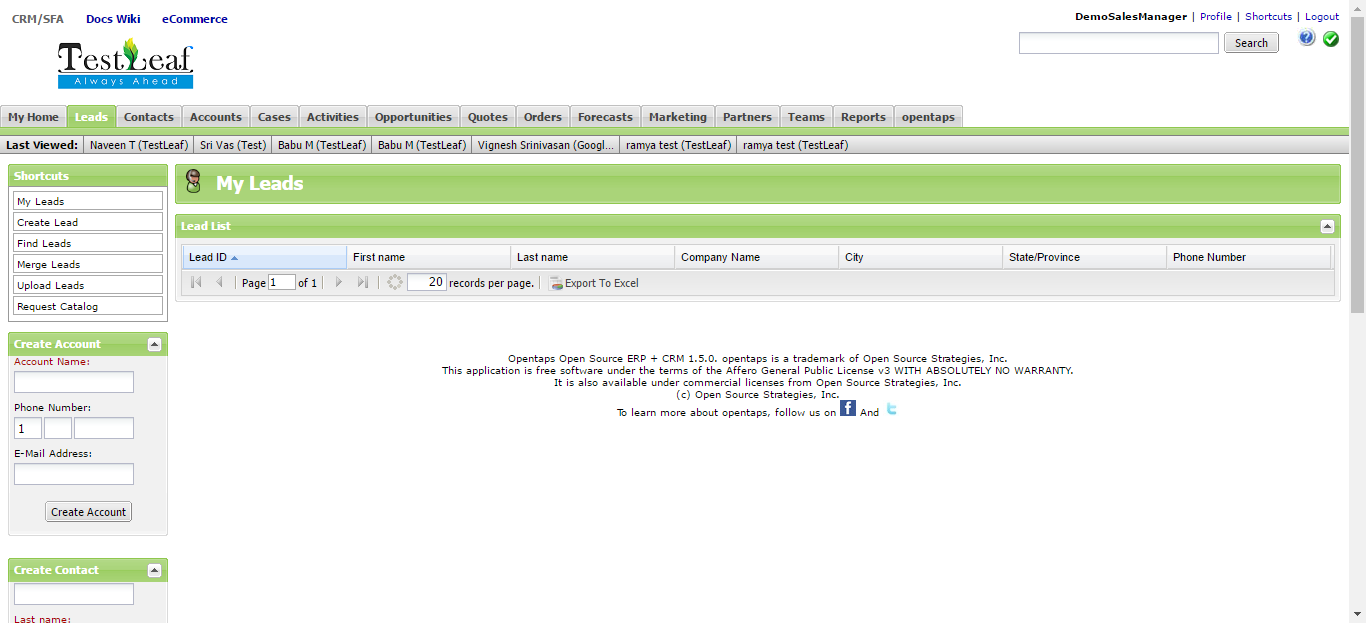 CRM/SFA Docs Wiki eCommerce
DemoSalesManager | Profile | Shortcuts | Logout
TestLeaf
Always Ahead
Search
My Home Leads Contacts Accounts Cases Activities Opportunities Quotes Orders Forecasts Marketing Partners Teams Reports opentaps
Last Viewed: Naveen T (TestLeaf) Sri Vas (Test) Babu M (TestLeaf) Babu M (TestLeaf) Vignesh Srinivasan (Googl... ramya test (TestLeaf) ramya test (TestLeaf)
Shortcuts
My Leads
Create Lead
Find Leads
Merge Leads
Upload Leads
Request Catalog
Create Account
Account Name:
Phone Number:
1
E-Mail Address:
Create Account
Create Contact
Last name:
My Leads
Lead List
Lead ID First name Last name Company Name City State/Province Phone Number
Page 1 of 1 20 records per page. Export To Excel
Opentaps Open Source ERP + CRM 1.5.0. opentaps is a trademark of Open Source Strategies, Inc.
This application is free software under the terms of the Affero General Public License v3 WITH ABSOLUTELY NO WARRANTY.
It is also available under commercial licenses from Open Source Strategies, Inc.
(c) Open Source Strategies, Inc.
To learn more about opentaps, follow us on f And t